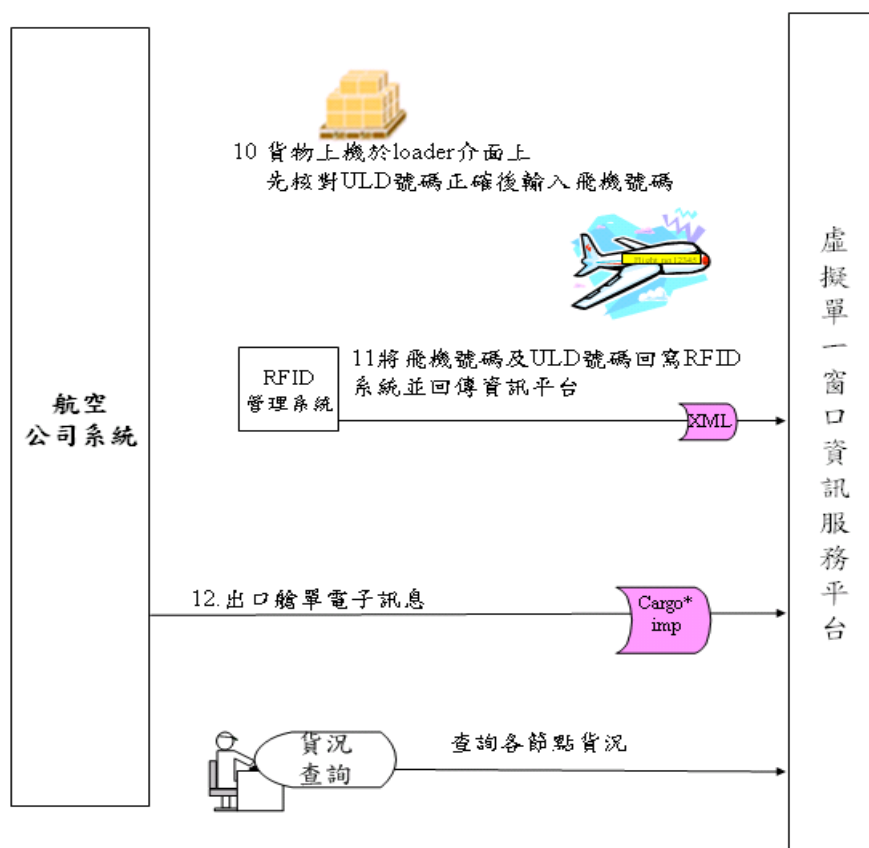 10 貨物上機於loader介面上
先核對ULD號碼正確後輸入飛機號碼
Flight no 12345
虛擬單一窗口資訊服務平台
航空
公司系統
RFID
管理系統
11將飛機號碼及ULD號碼回寫RFID
系統並回傳資訊平台
XML
12.出口艙單電子訊息
Cargo*
imp
貨況
查詢
查詢各節點貨況